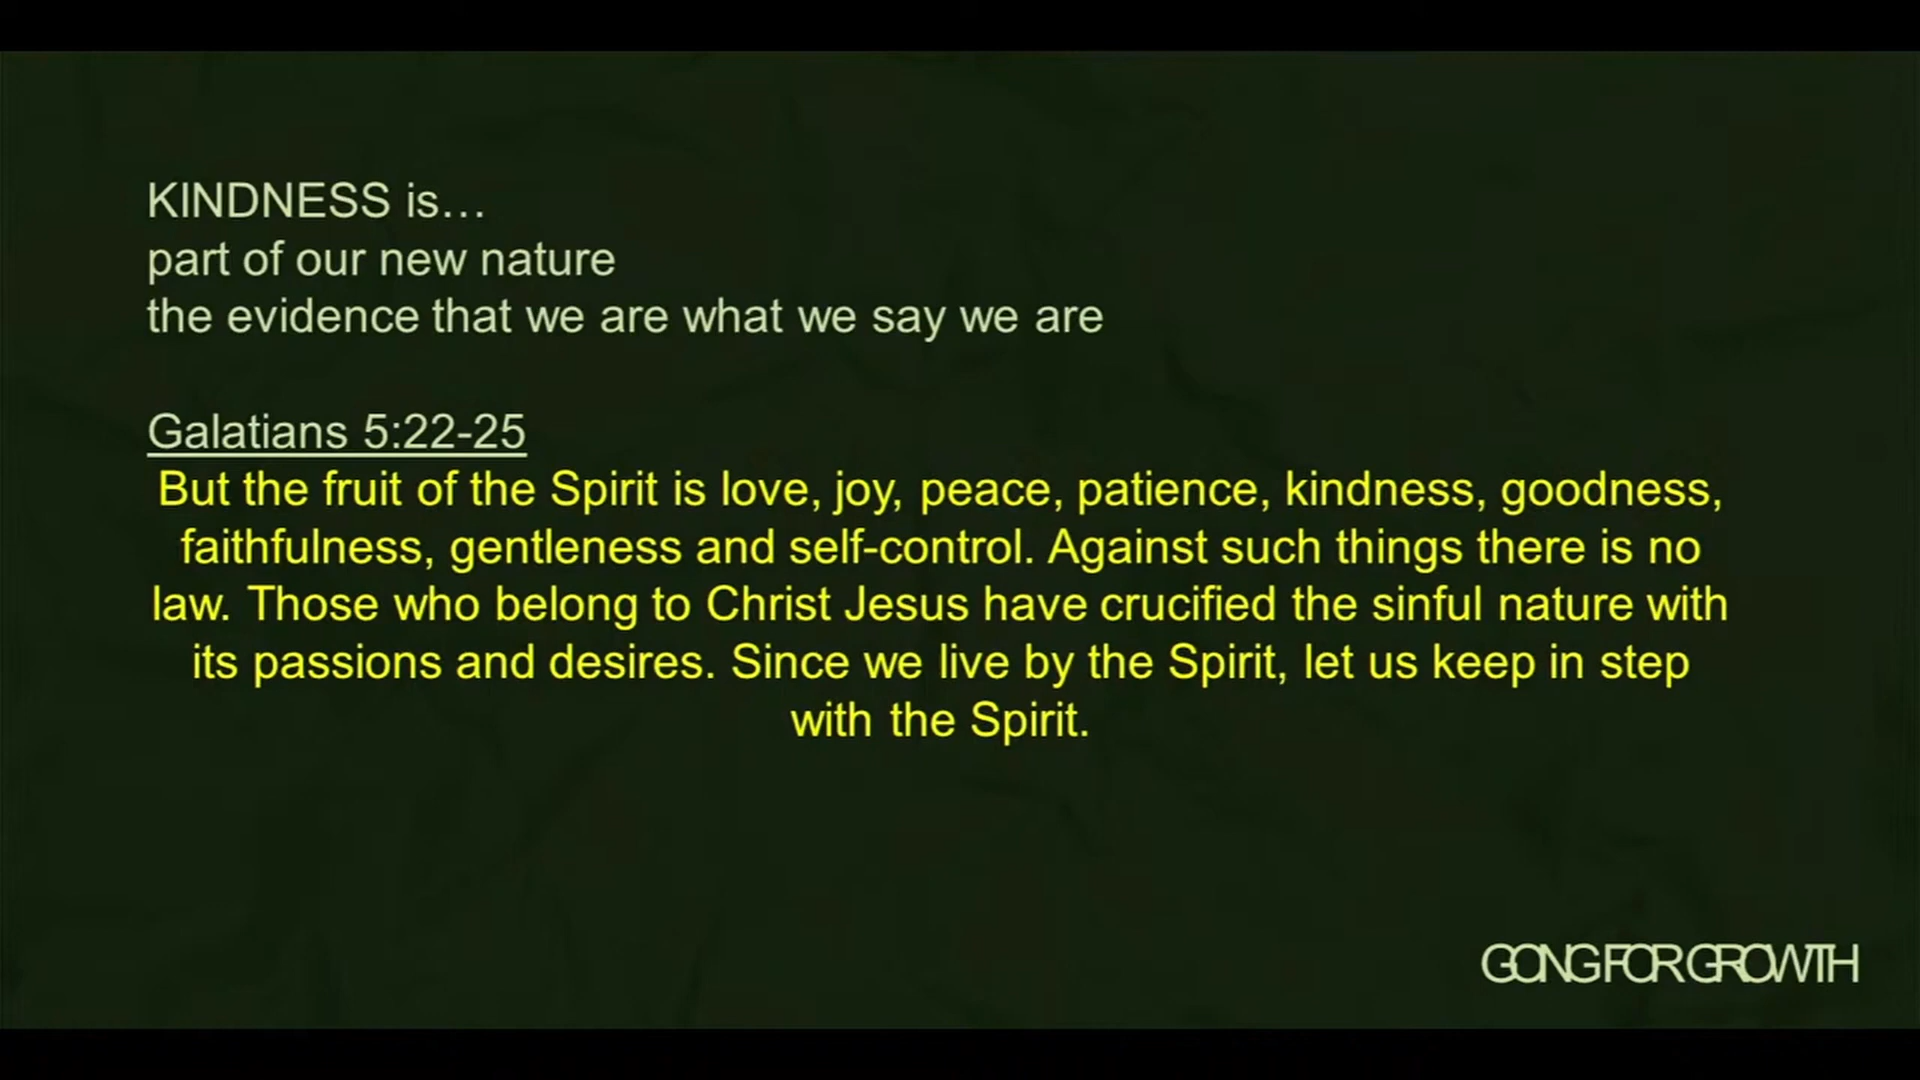 KINDNESS is…
part of our new nature
the evidence that we are what we say we are
Galatians 5:22-25
But the fruit of the Spirit is love, joy, peace, patience, kindness, goodness,
faithfulness, gentleness and self-control. Against such things there is no
law. Those who belong to Christ Jesus have crucified the sinful nature with
its passions and desires. Since we live by the Spirit, let us keep in step
with the Spirit.
GOING FOR GROWTH